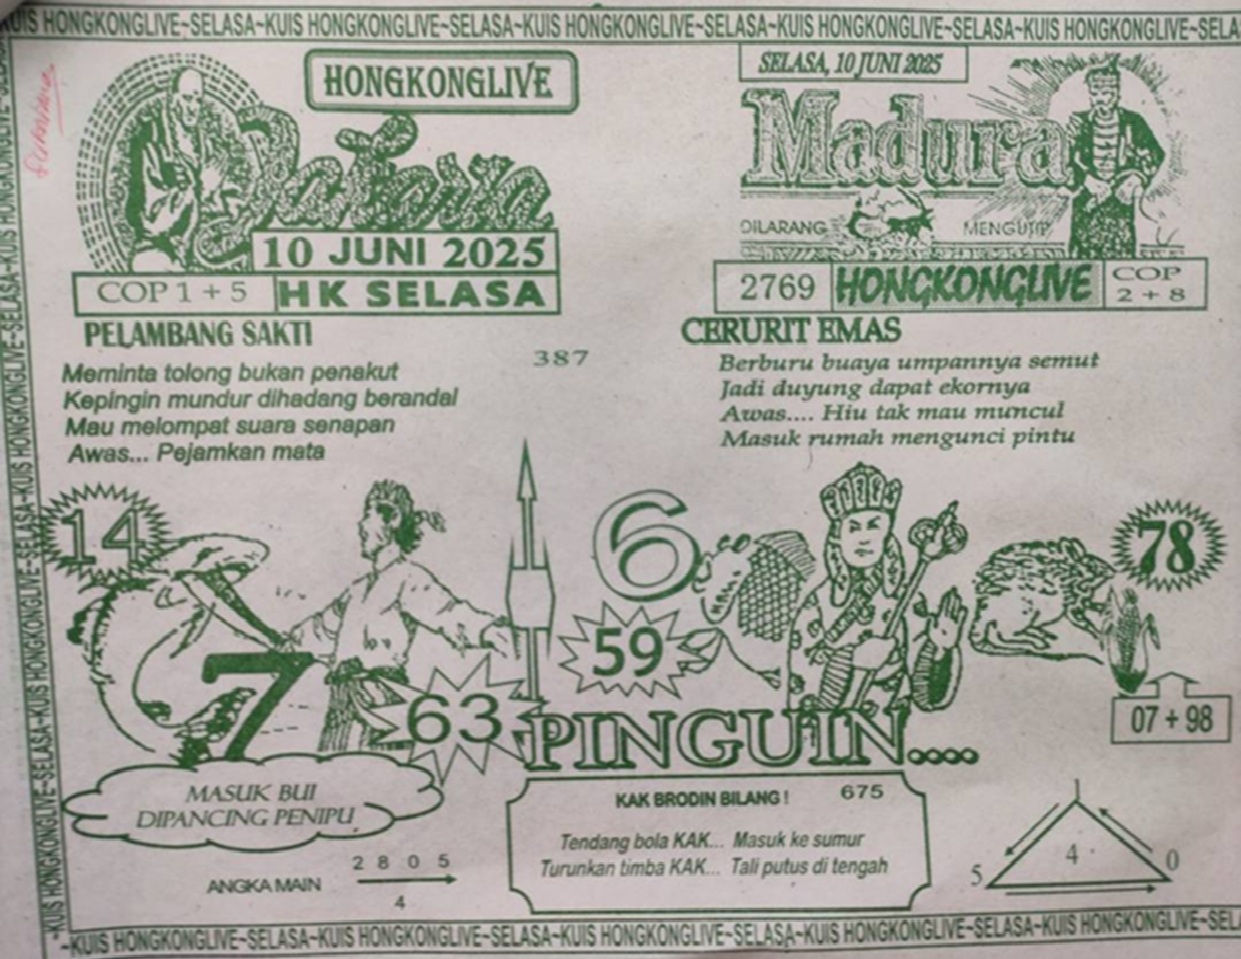 KUIS HONGKONGLIVE~SELASA~KUIS HONGKONGLIVE~SELASA~KUIS HONGKONGLIVE~SELASA~KUIS HONGKONGLIVE~SELASA~KUIS HONGKONGLIVE~SELA
HONGKONGLIVE
Batavia
10 JUNI 2025
COP 1 + 5
HK SELASA
PELAMBANG SAKTI
387
Meminta tolong bukan penakut
Kepingin mundur dihadang berandal
Mau melompat suara senapan
Awas... Pejamkan mata
SELASA, 10 JUNI 2025
Madura
DILARANG MENGUTIP
2769
HONGKONGLIVE
COP
2 + 8
CERURIT EMAS
Berburu buaya umpannya semut
Jadi duyung dapat ekornya
Awas.... Hiu tak mau muncul
Masuk rumah mengunci pintu
14
7
63
6
59
78
07 + 98
PINGUIN....
MASUK BUI
DIPANCING PENIPU
ANGKA MAIN
2 8 0 5
4
KAK BRODIN BILANG !
675
Tendang bola KAK... Masuk ke sumur
Turunkan timba KAK... Tali putus di tengah
1
5
4
0
~KUIS HONGKONGLIVE~SELASA~KUIS HONGKONGLIVE~SELASA~KUIS HONGKONGLIVE~SELASA~KUIS HONGKONGLIVE~SELASA~KUIS HONGKONGLIVE~SEL